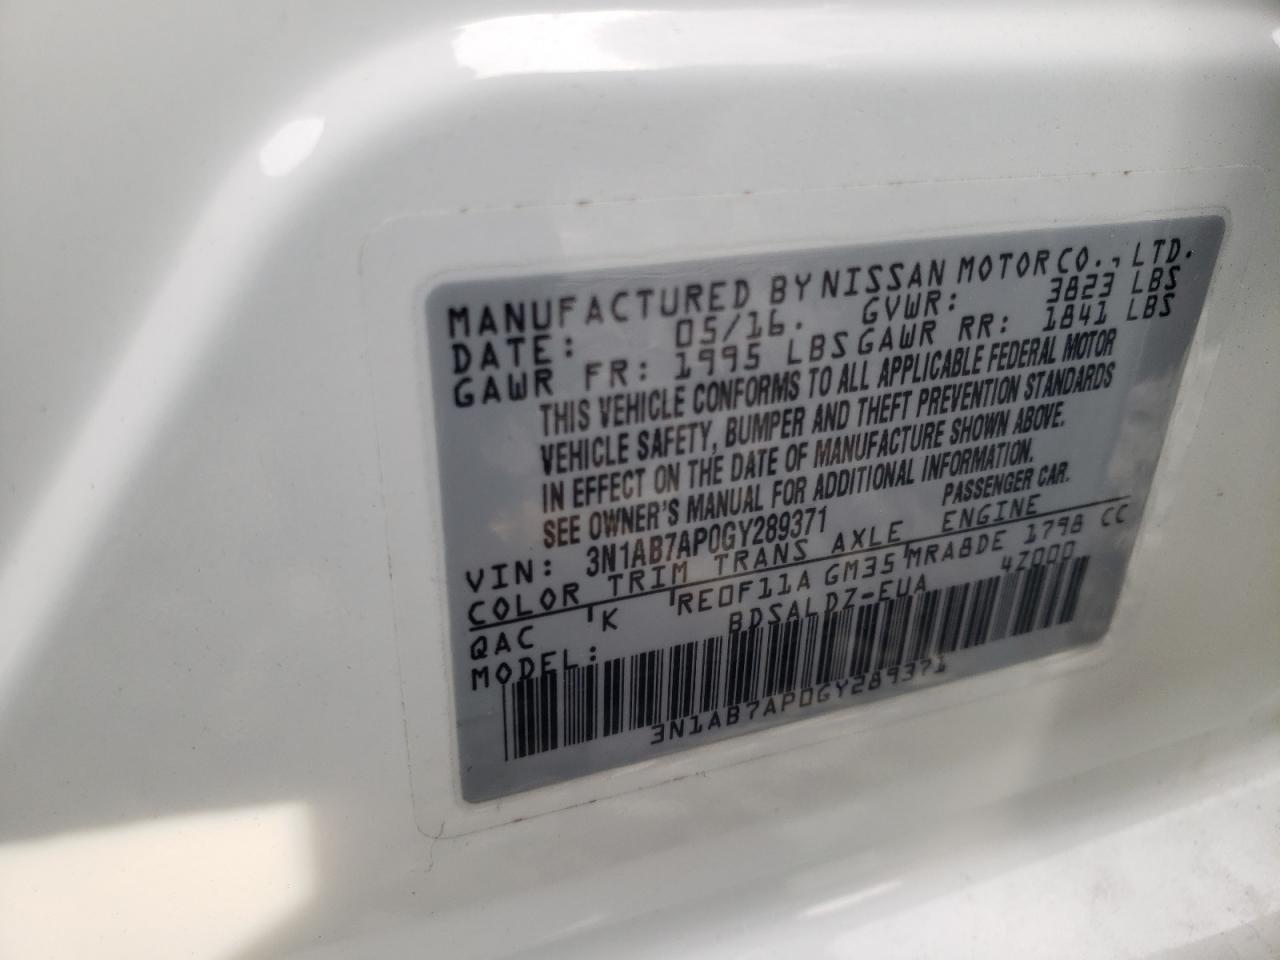 MANUFACTURED BY NISSAN MOTOR CO., LTD.
DATE: 05/16. GVWR: 3823 LBS
GAWR FR: 1995 LBS GAWR RR: 1841 LBS
THIS VEHICLE CONFORMS TO ALL APPLICABLE FEDERAL MOTOR
VEHICLE SAFETY, BUMPER AND THEFT PREVENTION STANDARDS
IN EFFECT ON THE DATE OF MANUFACTURE SHOWN ABOVE.
SEE OWNER'S MANUAL FOR ADDITIONAL INFORMATION.
VIN: 3N1AB7AP0GY289371 PASSENGER CAR.
COLOR TRIM TRANS AXLE ENGINE
QAC K RE0F11A GM35 MRA8DE 1798 CC
MODEL: BDSALDZ-EUA 4Z000
3N1AB7AP0GY289371